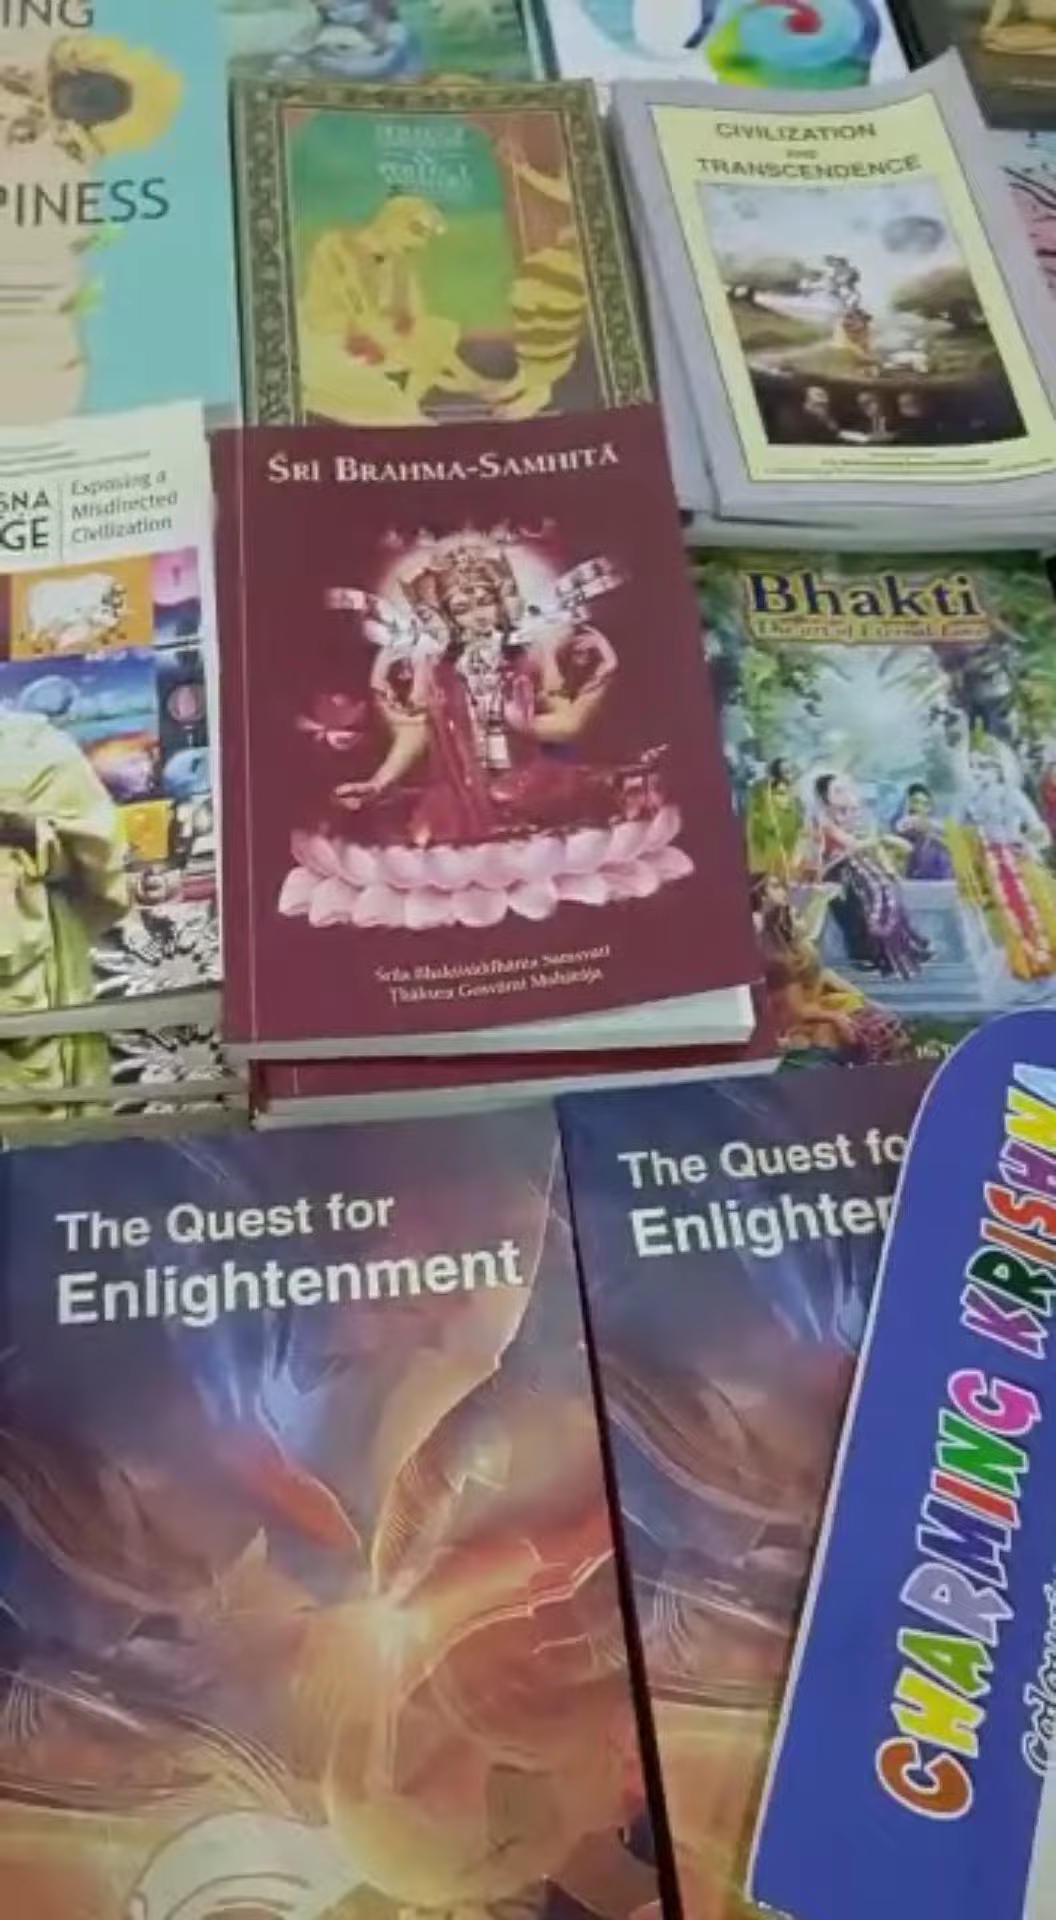 ING
PINESS
CIVILIZATION
AND
TRANSCENDENCE
SNA
GE
Exposing a
Misdirected
Civilization
ŚRĪ BRAHMA-SAMHITĀ
Śrīla Bhaktisiddhānta Sarasvatī
Ṭhākura Gosvāmī Mahārāja
Bhakti
The Quest for
Enlightenment
The Quest fo
Enlighten
CHARMING KRISHNA